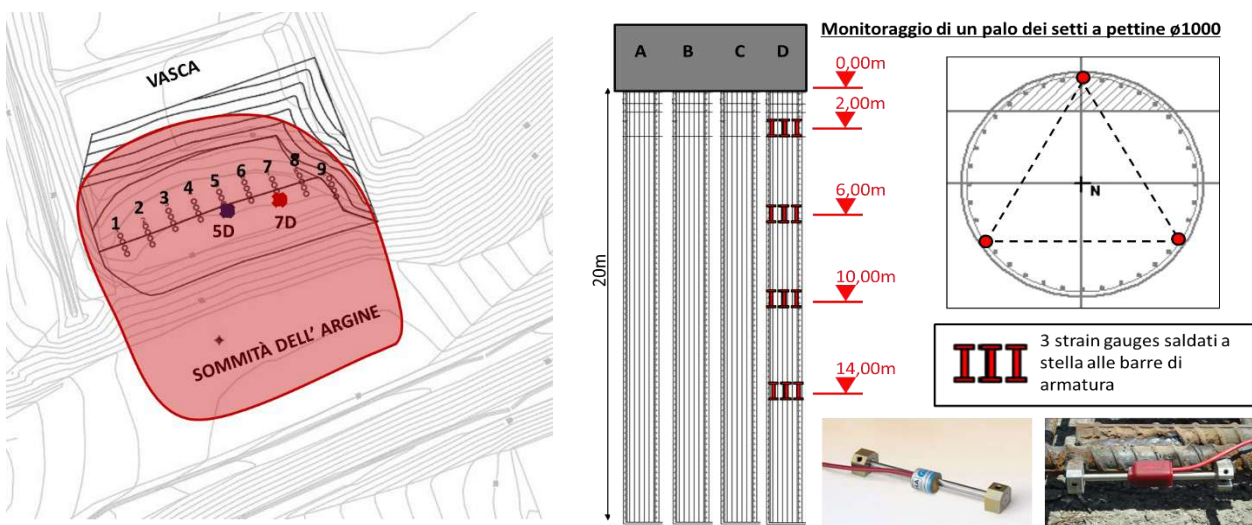 VASCA
1
2
3
4
5
6
7
8
9
5D
7D
SOMMITÀ DELL' ARGINE
A B C D
20m
Monitoraggio di un palo dei setti a pettine ø1000
0,00m
2,00m
6,00m
10,00m
14,00m
N
3 strain gauges saldati a
stella alle barre di
armatura